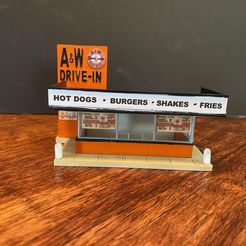 A&W
DRIVE-IN
HOT DOGS • BURGERS • SHAKES • FRIES